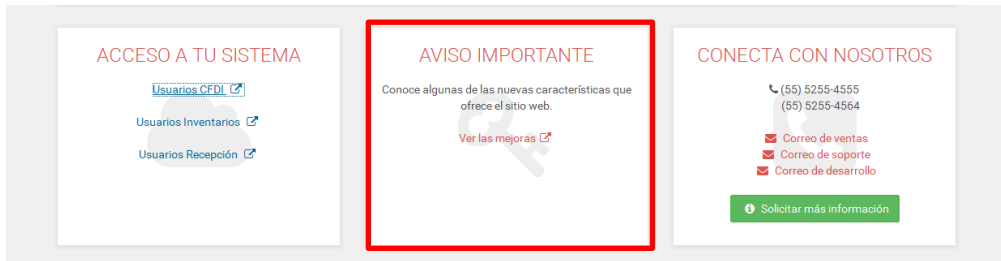 ACCESO A TU SISTEMA
Usuarios CFDI
Usuarios Inventarios
Usuarios Recepción
AVISO IMPORTANTE
Conoce algunas de las nuevas características que
ofrece el sitio web.
Ver las mejoras
CONECTA CON NOSOTROS
(55) 5255-4555
(55) 5255-4564
Correo de ventas
Correo de soporte
Correo de desarrollo
Solicitar más información